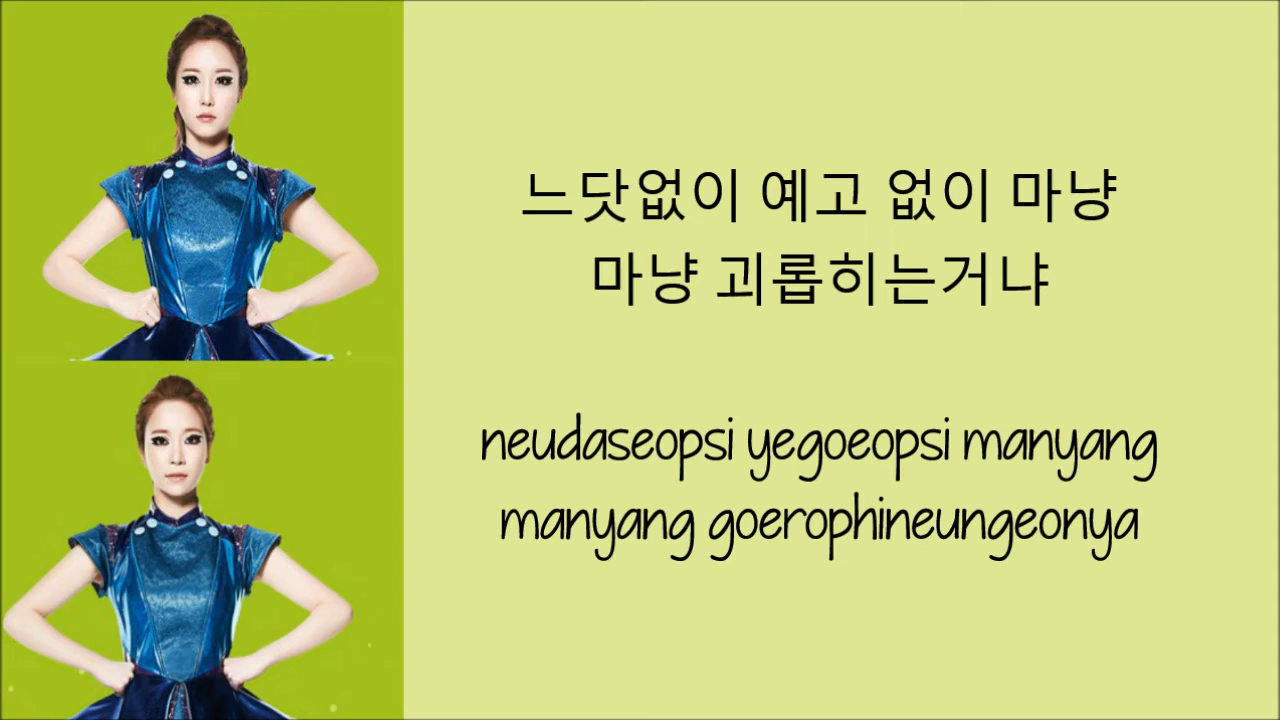 느닷없이 예고 없이 마냥
마냥 괴롭히는거냐
neudaseopsi yegoeopsi manyang
manyang goerophineungeonya